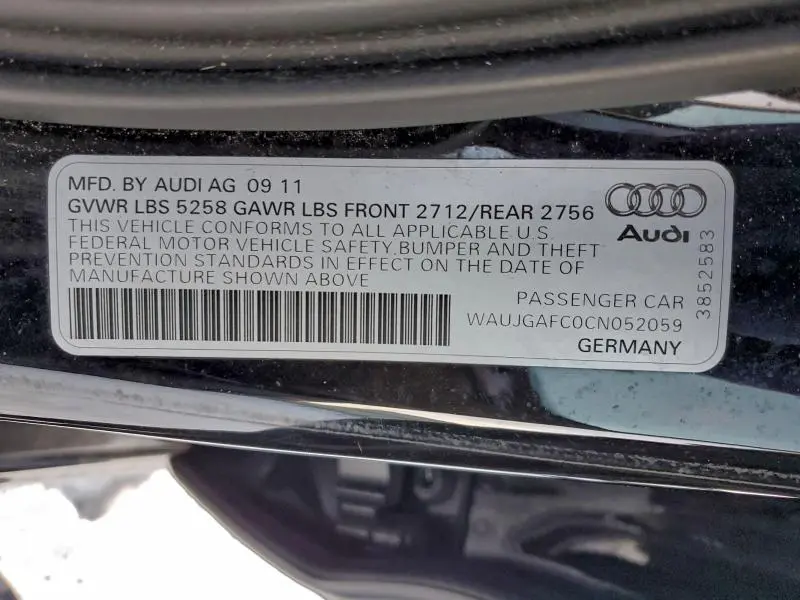 MFD. BY AUDI AG 09 11
GVWR LBS 5258 GAWR LBS FRONT 2712/REAR 2756
THIS VEHICLE CONFORMS TO ALL APPLICABLE U.S.
FEDERAL MOTOR VEHICLE SAFETY,BUMPER AND THEFT
PREVENTION STANDARDS IN EFFECT ON THE DATE OF
MANUFACTURE SHOWN ABOVE
Audi
3852583
PASSENGER CAR
WAUJGAFC0CN052059
GERMANY